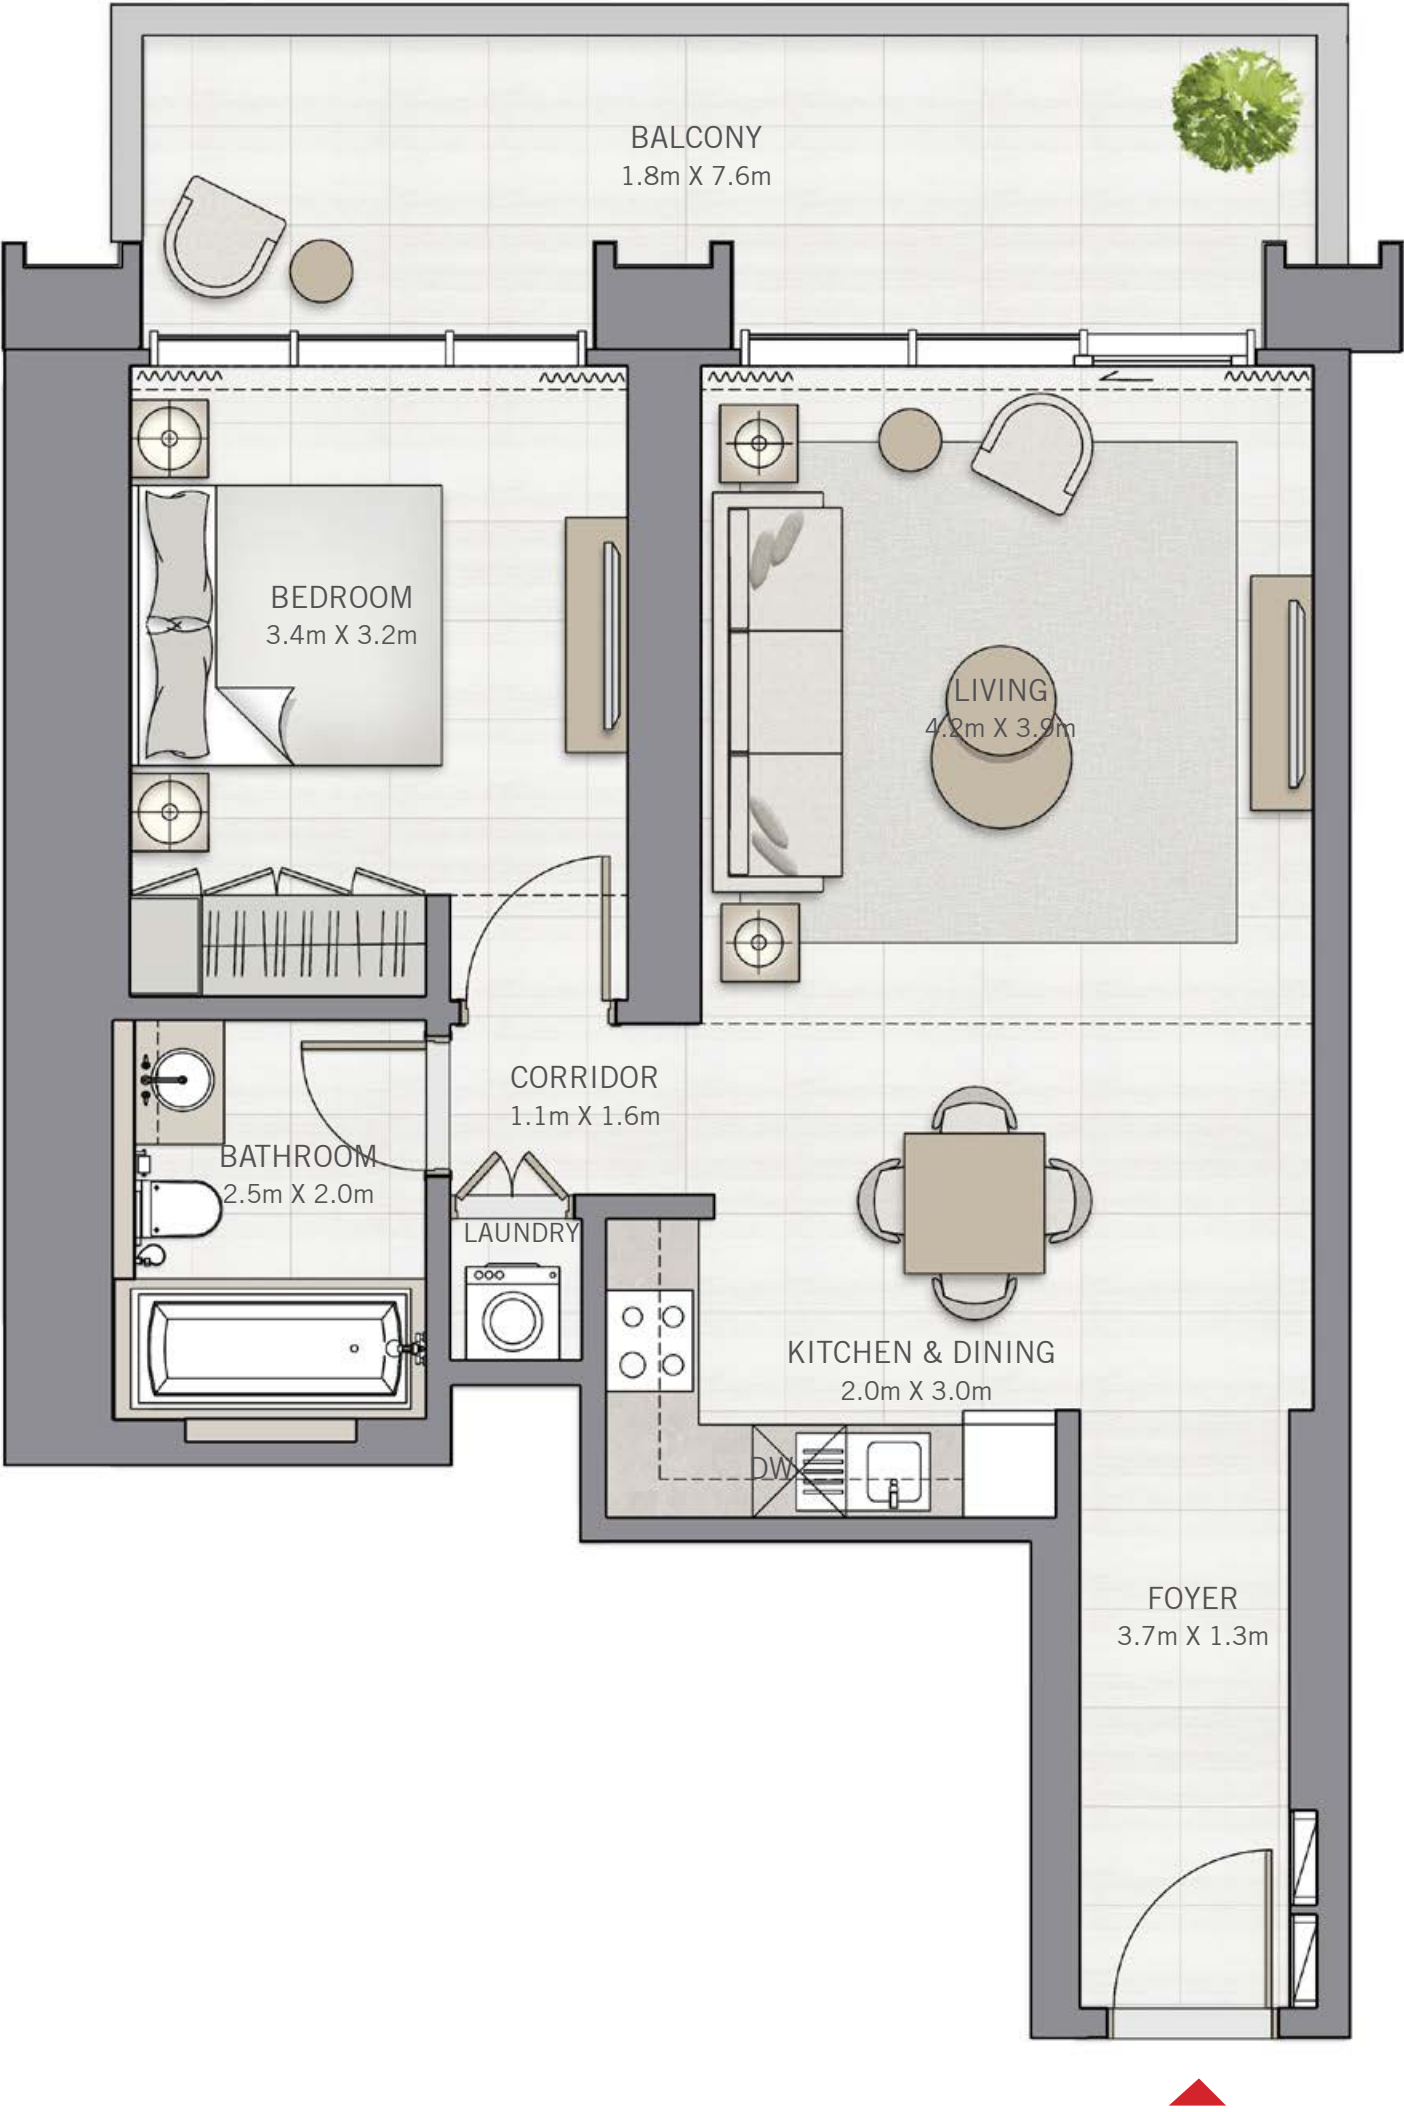 BALCONY
1.8m X 7.6m
BEDROOM
3.4m X 3.2m
LIVING
4.2m X 3.9m
CORRIDOR
1.1m X 1.6m
BATHROOM
2.5m X 2.0m
LAUNDRY
KITCHEN & DINING
2.0m X 3.0m
DW
FOYER
3.7m X 1.3m